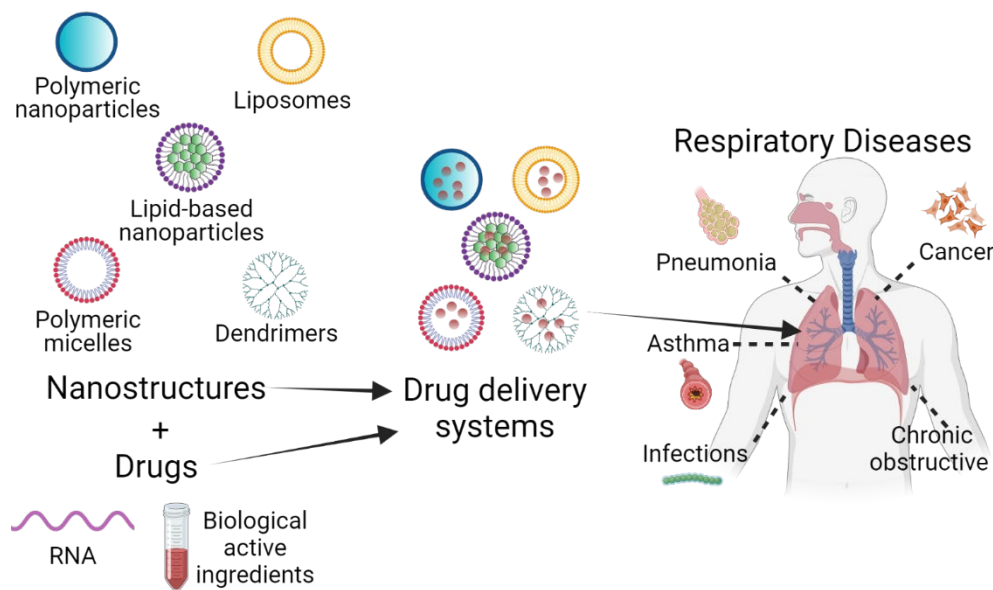 Polymeric
nanoparticles
Liposomes
Lipid-based
nanoparticles
Polymeric
micelles
Dendrimers
Nanostructures
+
Drugs
RNA
Biological
active
ingredients
Drug delivery
systems
Respiratory Diseases
Pneumonia
Cancer
Asthma
Infections
Chronic
obstructive